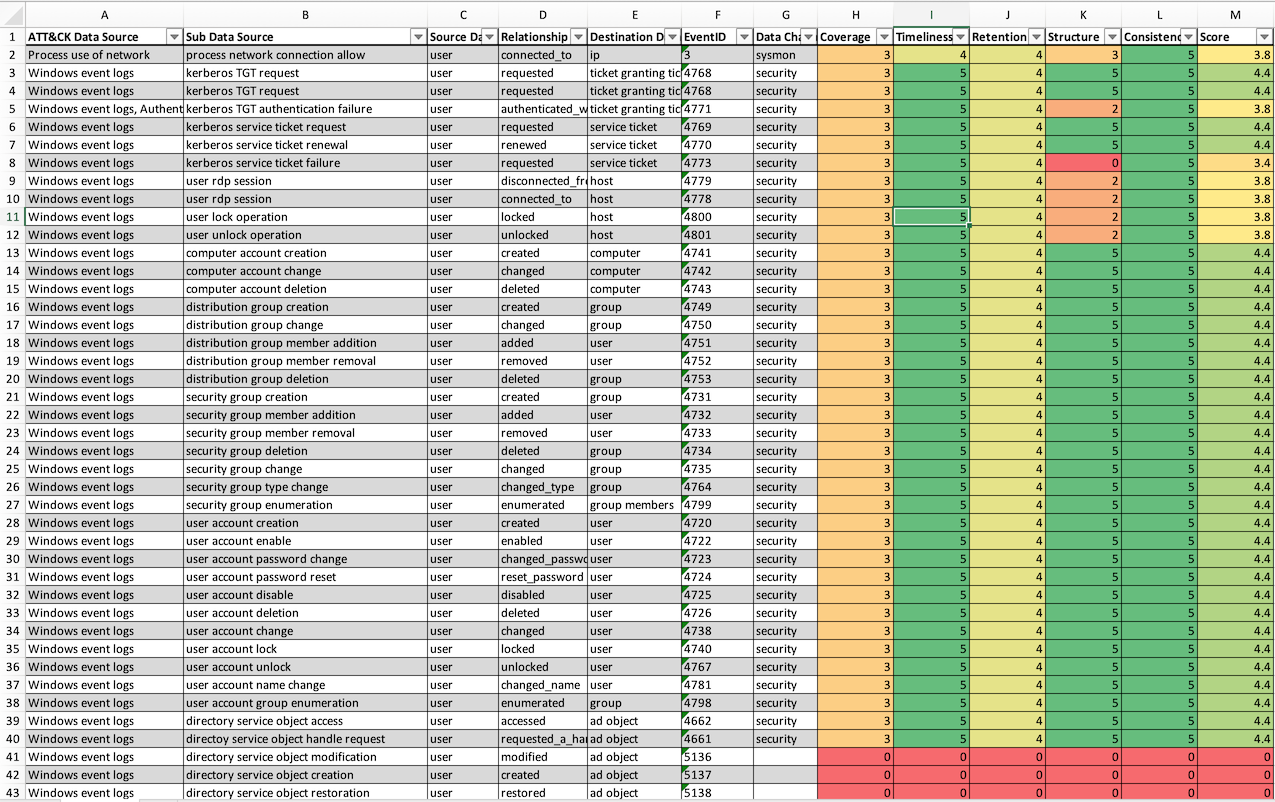 A B C D E F G H I J K L M
1 ATT&CK Data Source Sub Data Source Source Da Relationship Destination D EventID Data Cha Coverage Timeliness Retention Structure Consistenc Score
2 Process use of network process network connection allow user connected_to ip 3 sysmon 3 4 4 3 5 3.8
3 Windows event logs kerberos TGT request user requested ticket granting tic 4768 security 3 5 4 5 5 4.4
4 Windows event logs kerberos TGT request user requested ticket granting tic 4768 security 3 5 4 5 5 4.4
5 Windows event logs, Authent kerberos TGT authentication failure user authenticated_w ticket granting tic 4771 security 3 5 4 2 5 3.8
6 Windows event logs kerberos service ticket request user requested service ticket 4769 security 3 5 4 5 5 4.4
7 Windows event logs kerberos service ticket renewal user renewed service ticket 4770 security 3 5 4 5 5 4.4
8 Windows event logs kerberos service ticket failure user requested service ticket 4773 security 3 5 4 0 5 3.4
9 Windows event logs user rdp session user disconnected_fr host 4779 security 3 5 4 2 5 3.8
10 Windows event logs user rdp session user connected_to host 4778 security 3 5 4 2 5 3.8
11 Windows event logs user lock operation user locked host 4800 security 3 5 4 2 5 3.8
12 Windows event logs user unlock operation user unlocked host 4801 security 3 5 4 2 5 3.8
13 Windows event logs computer account creation user created computer 4741 security 3 5 4 5 5 4.4
14 Windows event logs computer account change user changed computer 4742 security 3 5 4 5 5 4.4
15 Windows event logs computer account deletion user deleted computer 4743 security 3 5 4 5 5 4.4
16 Windows event logs distribution group creation user created group 4749 security 3 5 4 5 5 4.4
17 Windows event logs distribution group change user changed group 4750 security 3 5 4 5 5 4.4
18 Windows event logs distribution group member addition user added user 4751 security 3 5 4 5 5 4.4
19 Windows event logs distribution group member removal user removed user 4752 security 3 5 4 5 5 4.4
20 Windows event logs distribution group deletion user deleted group 4753 security 3 5 4 5 5 4.4
21 Windows event logs security group creation user created group 4731 security 3 5 4 5 5 4.4
22 Windows event logs security group member addition user added user 4732 security 3 5 4 5 5 4.4
23 Windows event logs security group member removal user removed user 4733 security 3 5 4 5 5 4.4
24 Windows event logs security group deletion user deleted group 4734 security 3 5 4 5 5 4.4
25 Windows event logs security group change user changed group 4735 security 3 5 4 5 5 4.4
26 Windows event logs security group type change user changed_type group 4764 security 3 5 4 5 5 4.4
27 Windows event logs security group enumeration user enumerated group members 4799 security 3 5 4 5 5 4.4
28 Windows event logs user account creation user created user 4720 security 3 5 4 5 5 4.4
29 Windows event logs user account enable user enabled user 4722 security 3 5 4 5 5 4.4
30 Windows event logs user account password change user changed_passwo user 4723 security 3 5 4 5 5 4.4
31 Windows event logs user account password reset user reset_password user 4724 security 3 5 4 5 5 4.4
32 Windows event logs user account disable user disabled user 4725 security 3 5 4 5 5 4.4
33 Windows event logs user account deletion user deleted user 4726 security 3 5 4 5 5 4.4
34 Windows event logs user account change user changed user 4738 security 3 5 4 5 5 4.4
35 Windows event logs user account lock user locked user 4740 security 3 5 4 5 5 4.4
36 Windows event logs user account unlock user unlocked user 4767 security 3 5 4 5 5 4.4
37 Windows event logs user account name change user changed_name user 4781 security 3 5 4 5 5 4.4
38 Windows event logs user account group enumeration user enumerated group 4798 security 3 5 4 5 5 4.4
39 Windows event logs directory service object access user accessed ad object 4662 security 3 5 4 5 5 4.4
40 Windows event logs directoy service object handle request user requested_a_ha ad object 4661 security 3 5 4 5 5 4.4
41 Windows event logs directory service object modification user modified ad object 5136 0 0 0 0 0 0
42 Windows event logs directory service object creation user created ad object 5137 0 0 0 0 0 0
43 Windows event logs directory service object restoration user restored ad object 5138 0 0 0 0 0 0